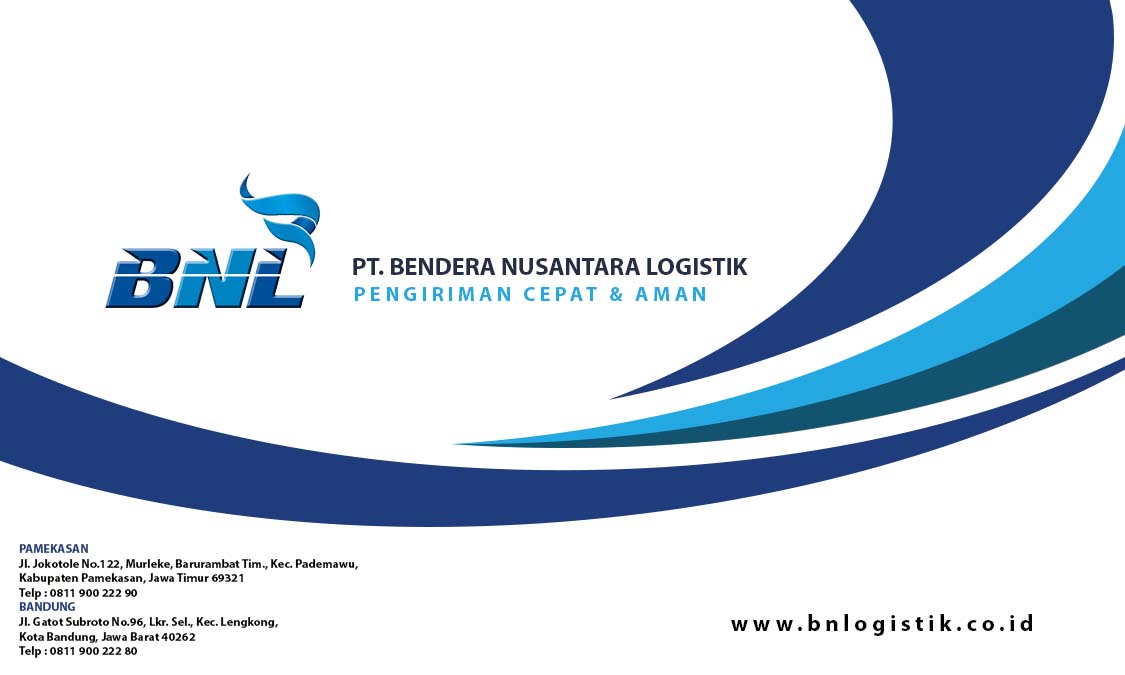 BNL
PT. BENDERA NUSANTARA LOGISTIK
PENGIRIMAN CEPAT & AMAN
PAMEKASAN
Jl. Jokotole No.122, Murleke, Barurambat Tim., Kec. Pademawu,
Kabupaten Pamekasan, Jawa Timur 69321
Telp : 0811 900 222 90
BANDUNG
Jl. Gatot Subroto No.96, Lkr. Sel., Kec. Lengkong,
Kota Bandung, Jawa Barat 40262
Telp : 0811 900 222 80
www.bnlogistik.co.id